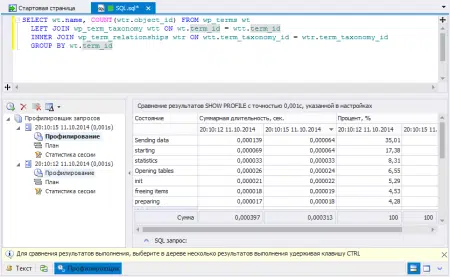 Стартовая страница SQL.sql*
SELECT wt.name, COUNT(wtr.object_id) FROM wp_terms wt
LEFT JOIN wp_term_taxonomy wtt ON wt.term_id = wtt.term_id
INNER JOIN wp_term_relationships wtr ON wtt.term_taxonomy_id = wtr.term_taxonomy_id
GROUP BY wt.term_id
Профилировщик запросов
20:10:15 11.10.2014 (0,001s)
Профилирование
План
Статистика сессии
20:10:12 11.10.2014 (0,001s)
Профилирование
План
Статистика сессии
Сравнение результатов SHOW PROFILE с точностью 0,001с, указанной в настройках
Состояние Суммарная длительность, сек. Процент, %
20:10:12 11.10.2014 20:10:15 11.10.2014 20:10:12 11.10.2014 20:10:15
Sending data 0,000139 0,000064 35,01
starting 0,000069 0,000064 17,38
statistics 0,000033 0,000033 8,31
Opening tables 0,000026 0,000024 6,55
init 0,000021 0,000022 5,29
freeing items 0,000018 0,000019 4,53
preparing 0,000017 0,000018 4,28
Сумма 0,000397 0,000313 100 100
SQL запрос:
Для сравнения результатов выполнения, выберите в дереве несколько результатов выполнения удерживая клавишу CTRL
Текст Профилировщик